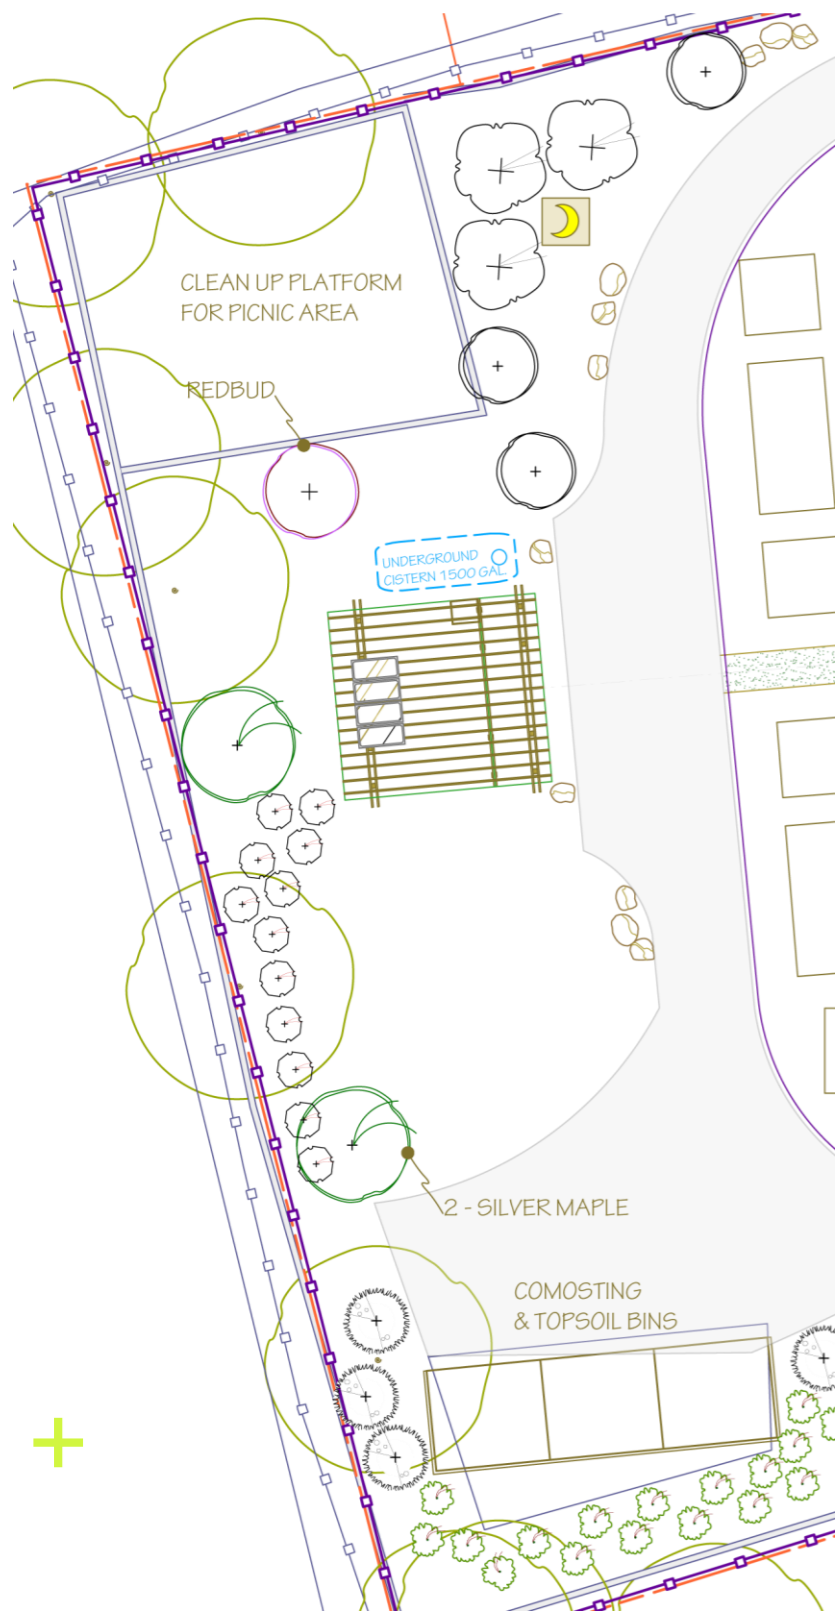 CLEAN UP PLATFORM
FOR PICNIC AREA
REDBUD
UNDERGROUND
CISTERN 1500 GAL.
2 - SILVER MAPLE
COMOSTING
& TOPSOIL BINS